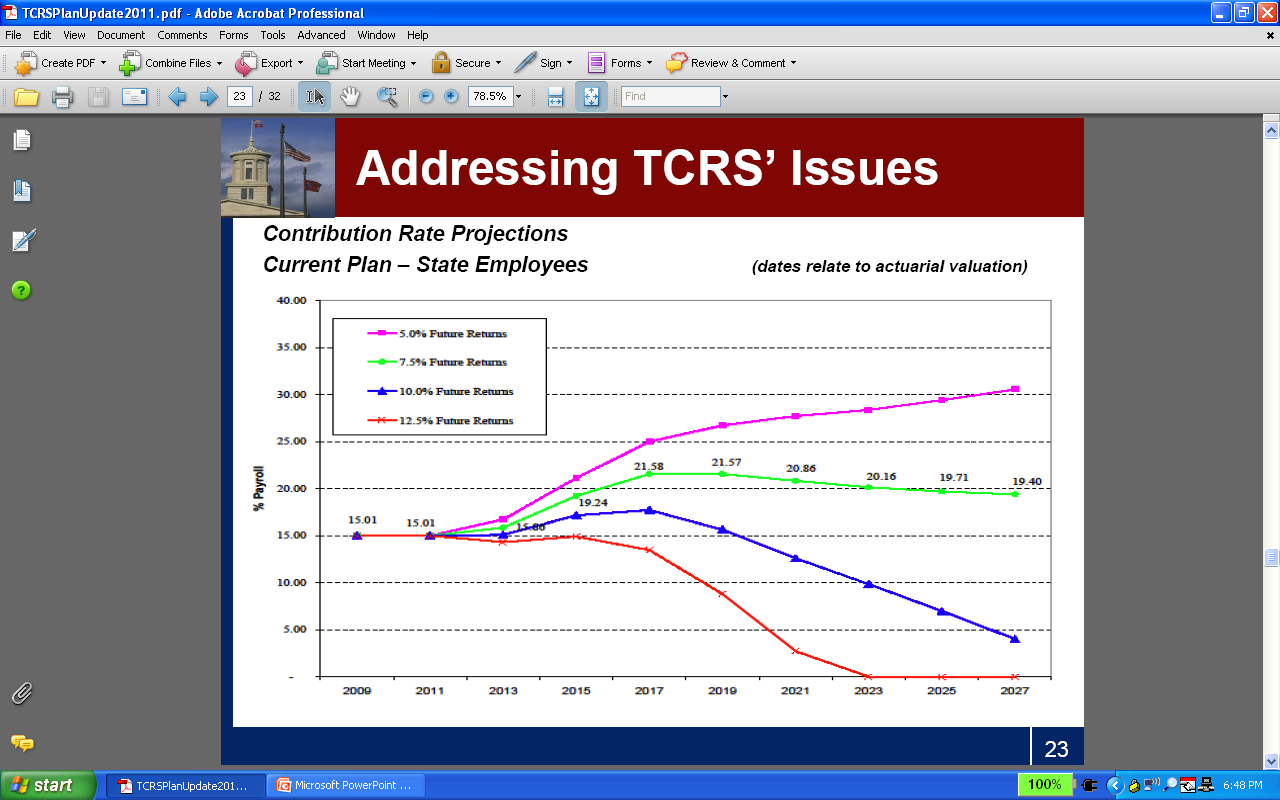 TCRSPlanUpdate2011.pdf - Adobe Acrobat Professional
File Edit View Document Comments Forms Tools Advanced Window Help
Create PDF Combine Files Export Start Meeting Secure Sign Forms Review & Comment
23 / 32 78.5% Find
Addressing TCRS’ Issues
Contribution Rate Projections
Current Plan – State Employees (dates relate to actuarial valuation)
40.00
35.00
30.00
25.00
20.00
15.00
10.00
5.00
-
% Payroll
5.0% Future Returns
7.5% Future Returns
10.0% Future Returns
12.5% Future Returns
15.01 15.01 15.86 19.24 21.58 21.57 20.86 20.16 19.71 19.40
2009 2011 2013 2015 2017 2019 2021 2023 2025 2027
23
start TCRSPlanUpdate201... Microsoft PowerPoint ... 100% 6:48 PM